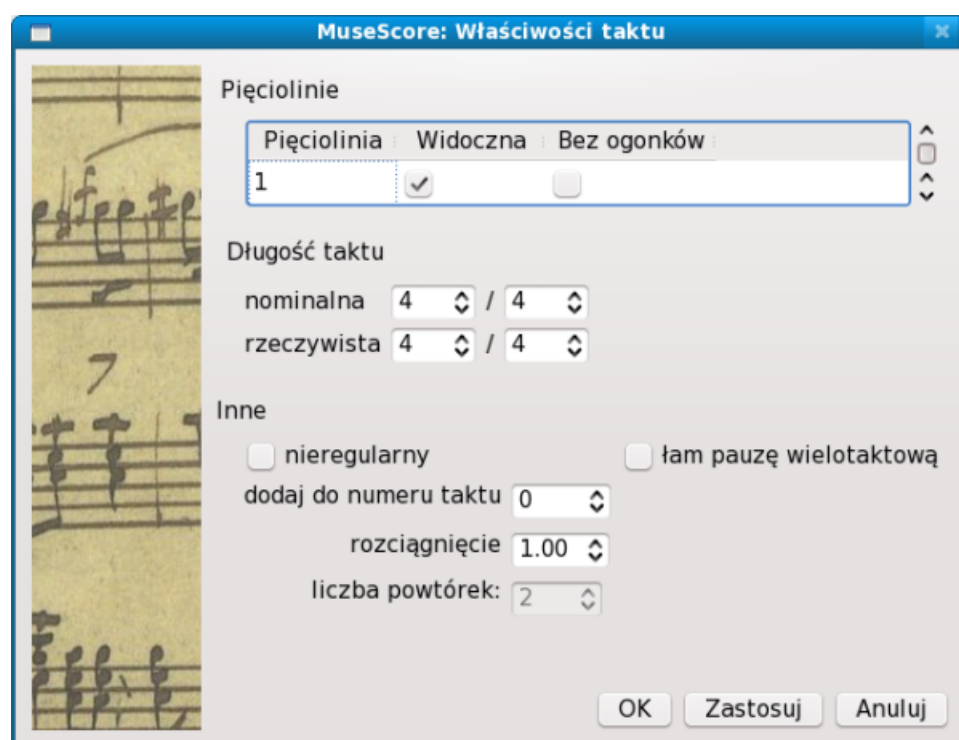 MuseScore: Właściwości taktu
Pięciolinie
Pięciolinia Widoczna Bez ogonków
1
Długość taktu
nominalna 4 / 4
rzeczywista 4 / 4
Inne
nieregularny łam pauzę wielotaktową
dodaj do numeru taktu 0
rozciągnięcie 1.00
liczba powtórek: 2
OK Zastosuj Anuluj